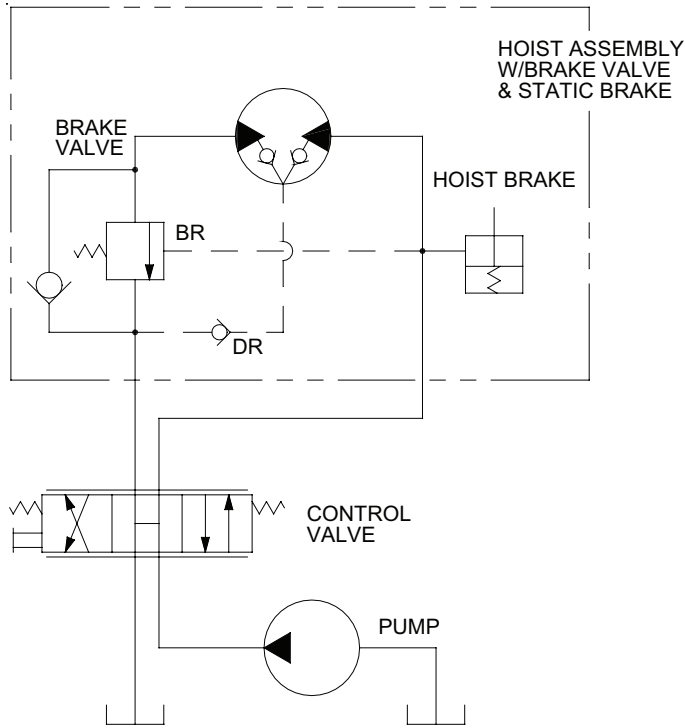 HOIST ASSEMBLY
W/BRAKE VALVE
& STATIC BRAKE
BRAKE
VALVE
HOIST BRAKE
BR
DR
CONTROL
VALVE
PUMP